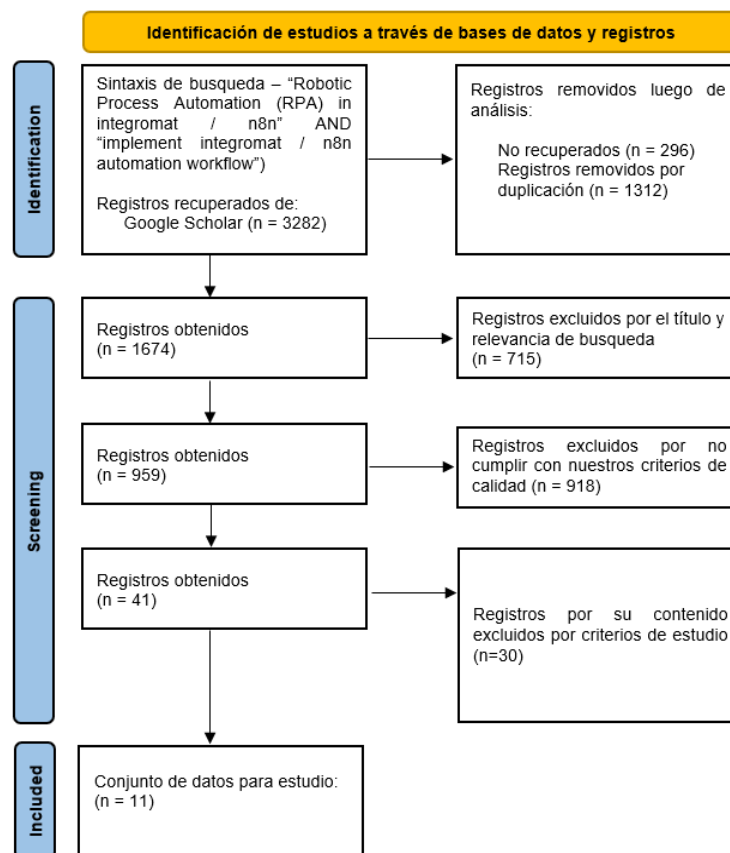 Identificación de estudios a través de bases de datos y registros
Identification
Sintaxis de busqueda – “Robotic
Process Automation (RPA) in
integromat / n8n” AND
“implement integromat / n8n
automation workflow”)
Registros recuperados de:
Google Scholar (n = 3282)
Registros removidos luego de
análisis:
No recuperados (n = 296)
Registros removidos por
duplicación (n = 1312)
Screening
Registros obtenidos
(n = 1674)
Registros excluidos por el título y
relevancia de busqueda
(n = 715)
Registros obtenidos
(n = 959)
Registros excluidos por no
cumplir con nuestros criterios de
calidad (n = 918)
Registros obtenidos
(n = 41)
Registros por su contenido
excluidos por criterios de estudio
(n=30)
Included
Conjunto de datos para estudio:
(n = 11)